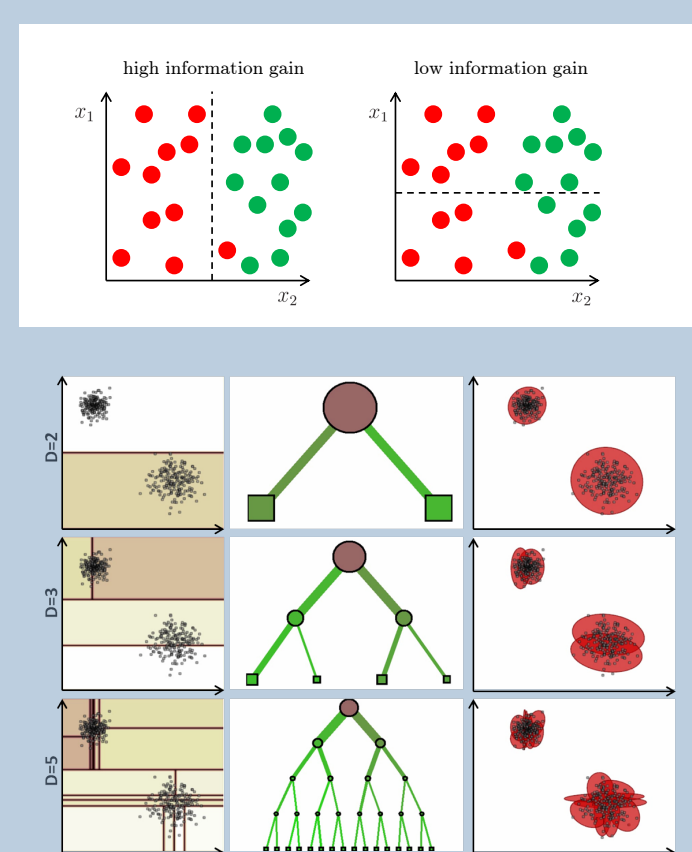 high information gain
low information gain
x₁
x₁
x₂
x₂
D=2
D=3
D=5